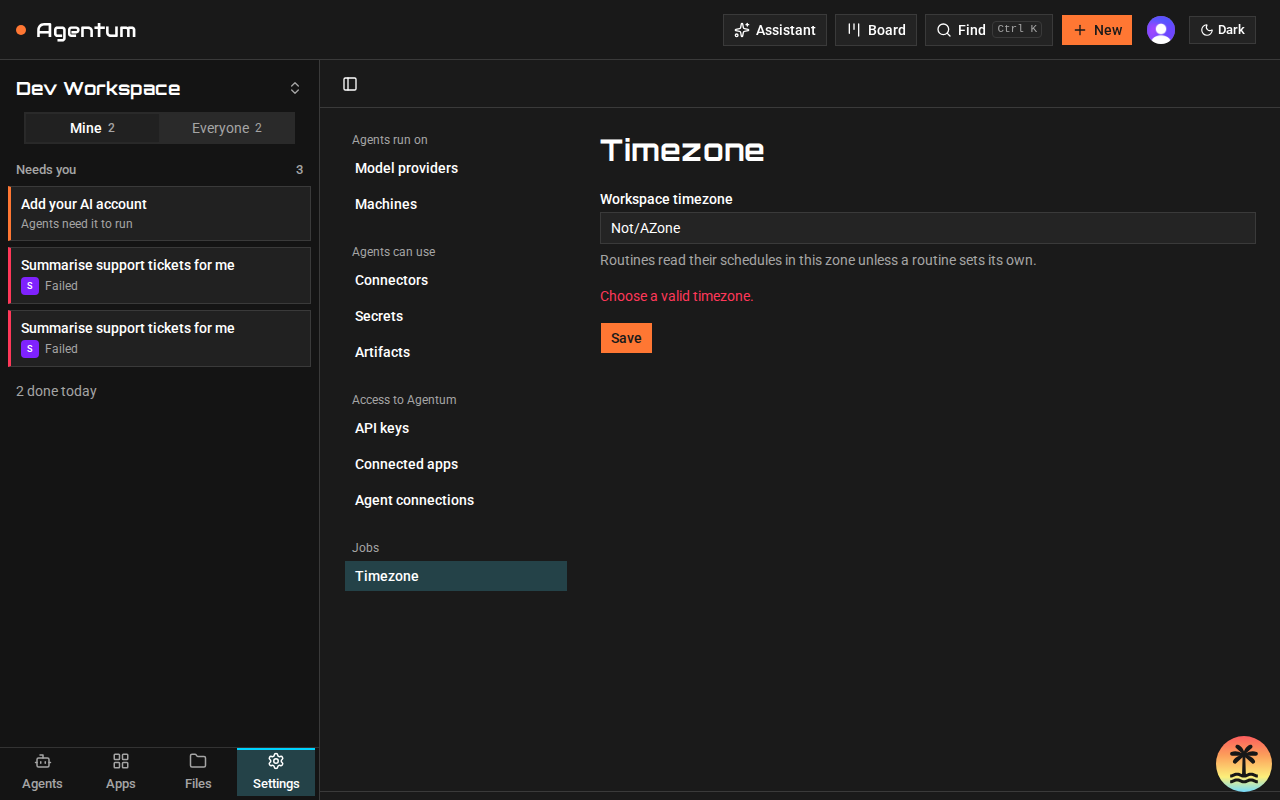 Agentum
Assistant
Board
Find Ctrl K
New
Dark
Dev Workspace
Mine 2
Everyone 2
Needs you 3
Add your AI account
Agents need it to run
Summarise support tickets for me
S Failed
Summarise support tickets for me
S Failed
2 done today
Agents
Apps
Files
Settings
Agents run on
Model providers
Machines
Agents can use
Connectors
Secrets
Artifacts
Access to Agentum
API keys
Connected apps
Agent connections
Jobs
Timezone
Timezone
Workspace timezone
Not/AZone
Routines read their schedules in this zone unless a routine sets its own.
Choose a valid timezone.
Save